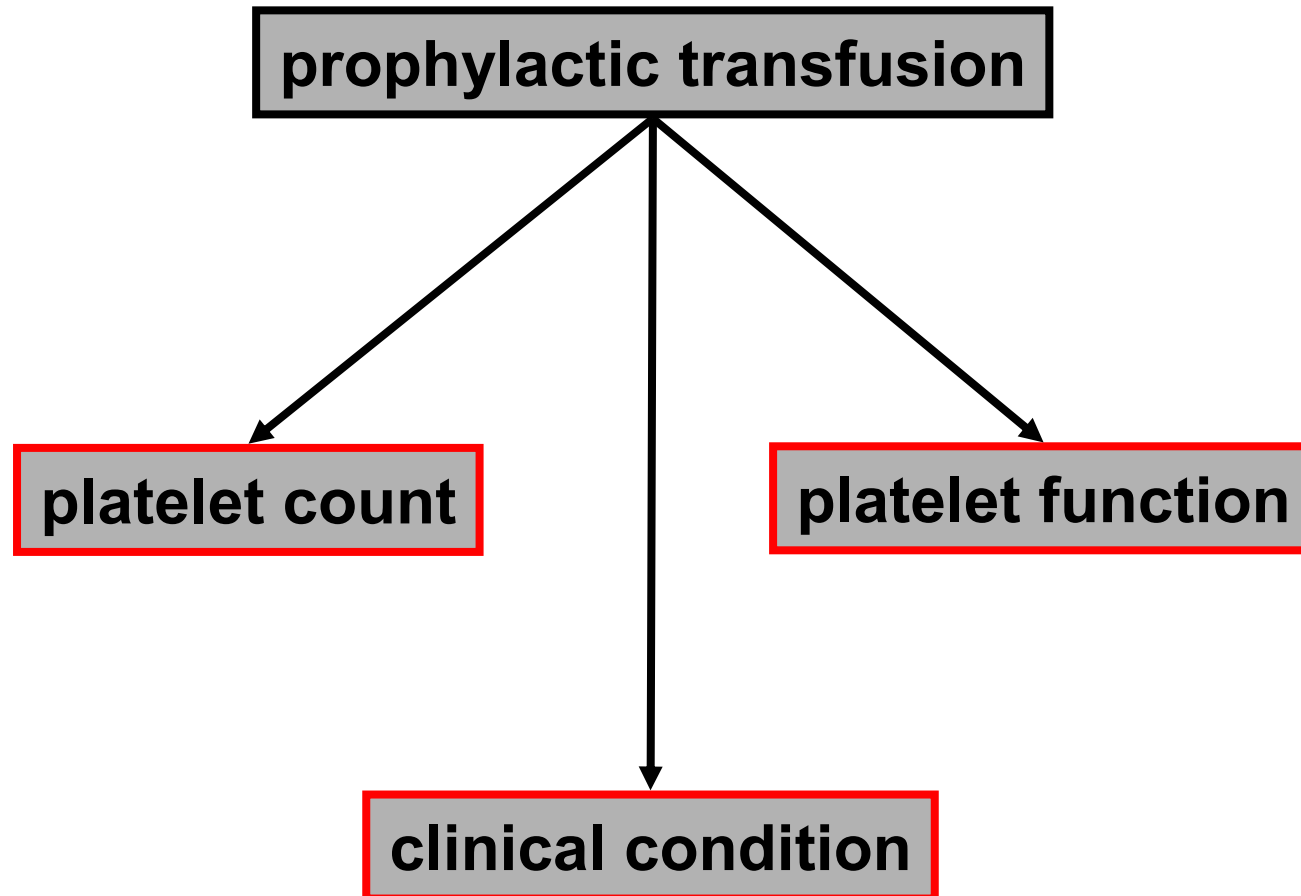 prophylactic transfusion
platelet count
platelet function
clinical condition